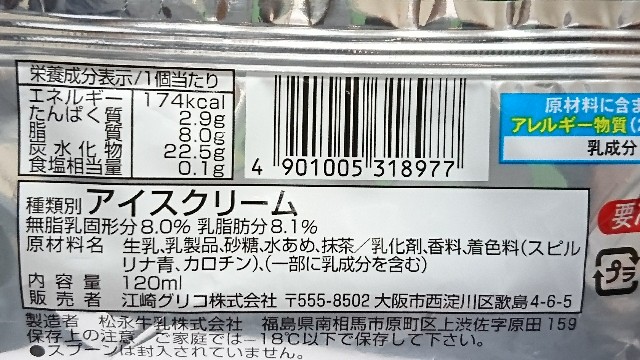 栄養成分表示/1個当たり
エネルギー 174kcal
たんぱく質 2.9g
脂質 8.0g
炭水化物 22.5g
食塩相当量 0.1g
4 901005 318977
原材料に含ま
アレルギー物質
乳成分
種類別 アイスクリーム
無脂乳固形分8.0% 乳脂肪分8.1%
原材料名 生乳、乳製品、砂糖、水あめ、抹茶／乳化剤、香料、着色料(スピル
リナ青、カロチン)、(一部に乳成分を含む)
内容量 120ml
販売者 江崎グリコ株式会社 〒555-8502 大阪市西淀川区歌島4-6-5
製造者 松永牛乳株式会社 福島県南相馬市原町区上渋佐字原田159
保存上の注意 ご家庭では-18℃以下で保存して下さい。
●スプーンは封入されていません。
要
プラ